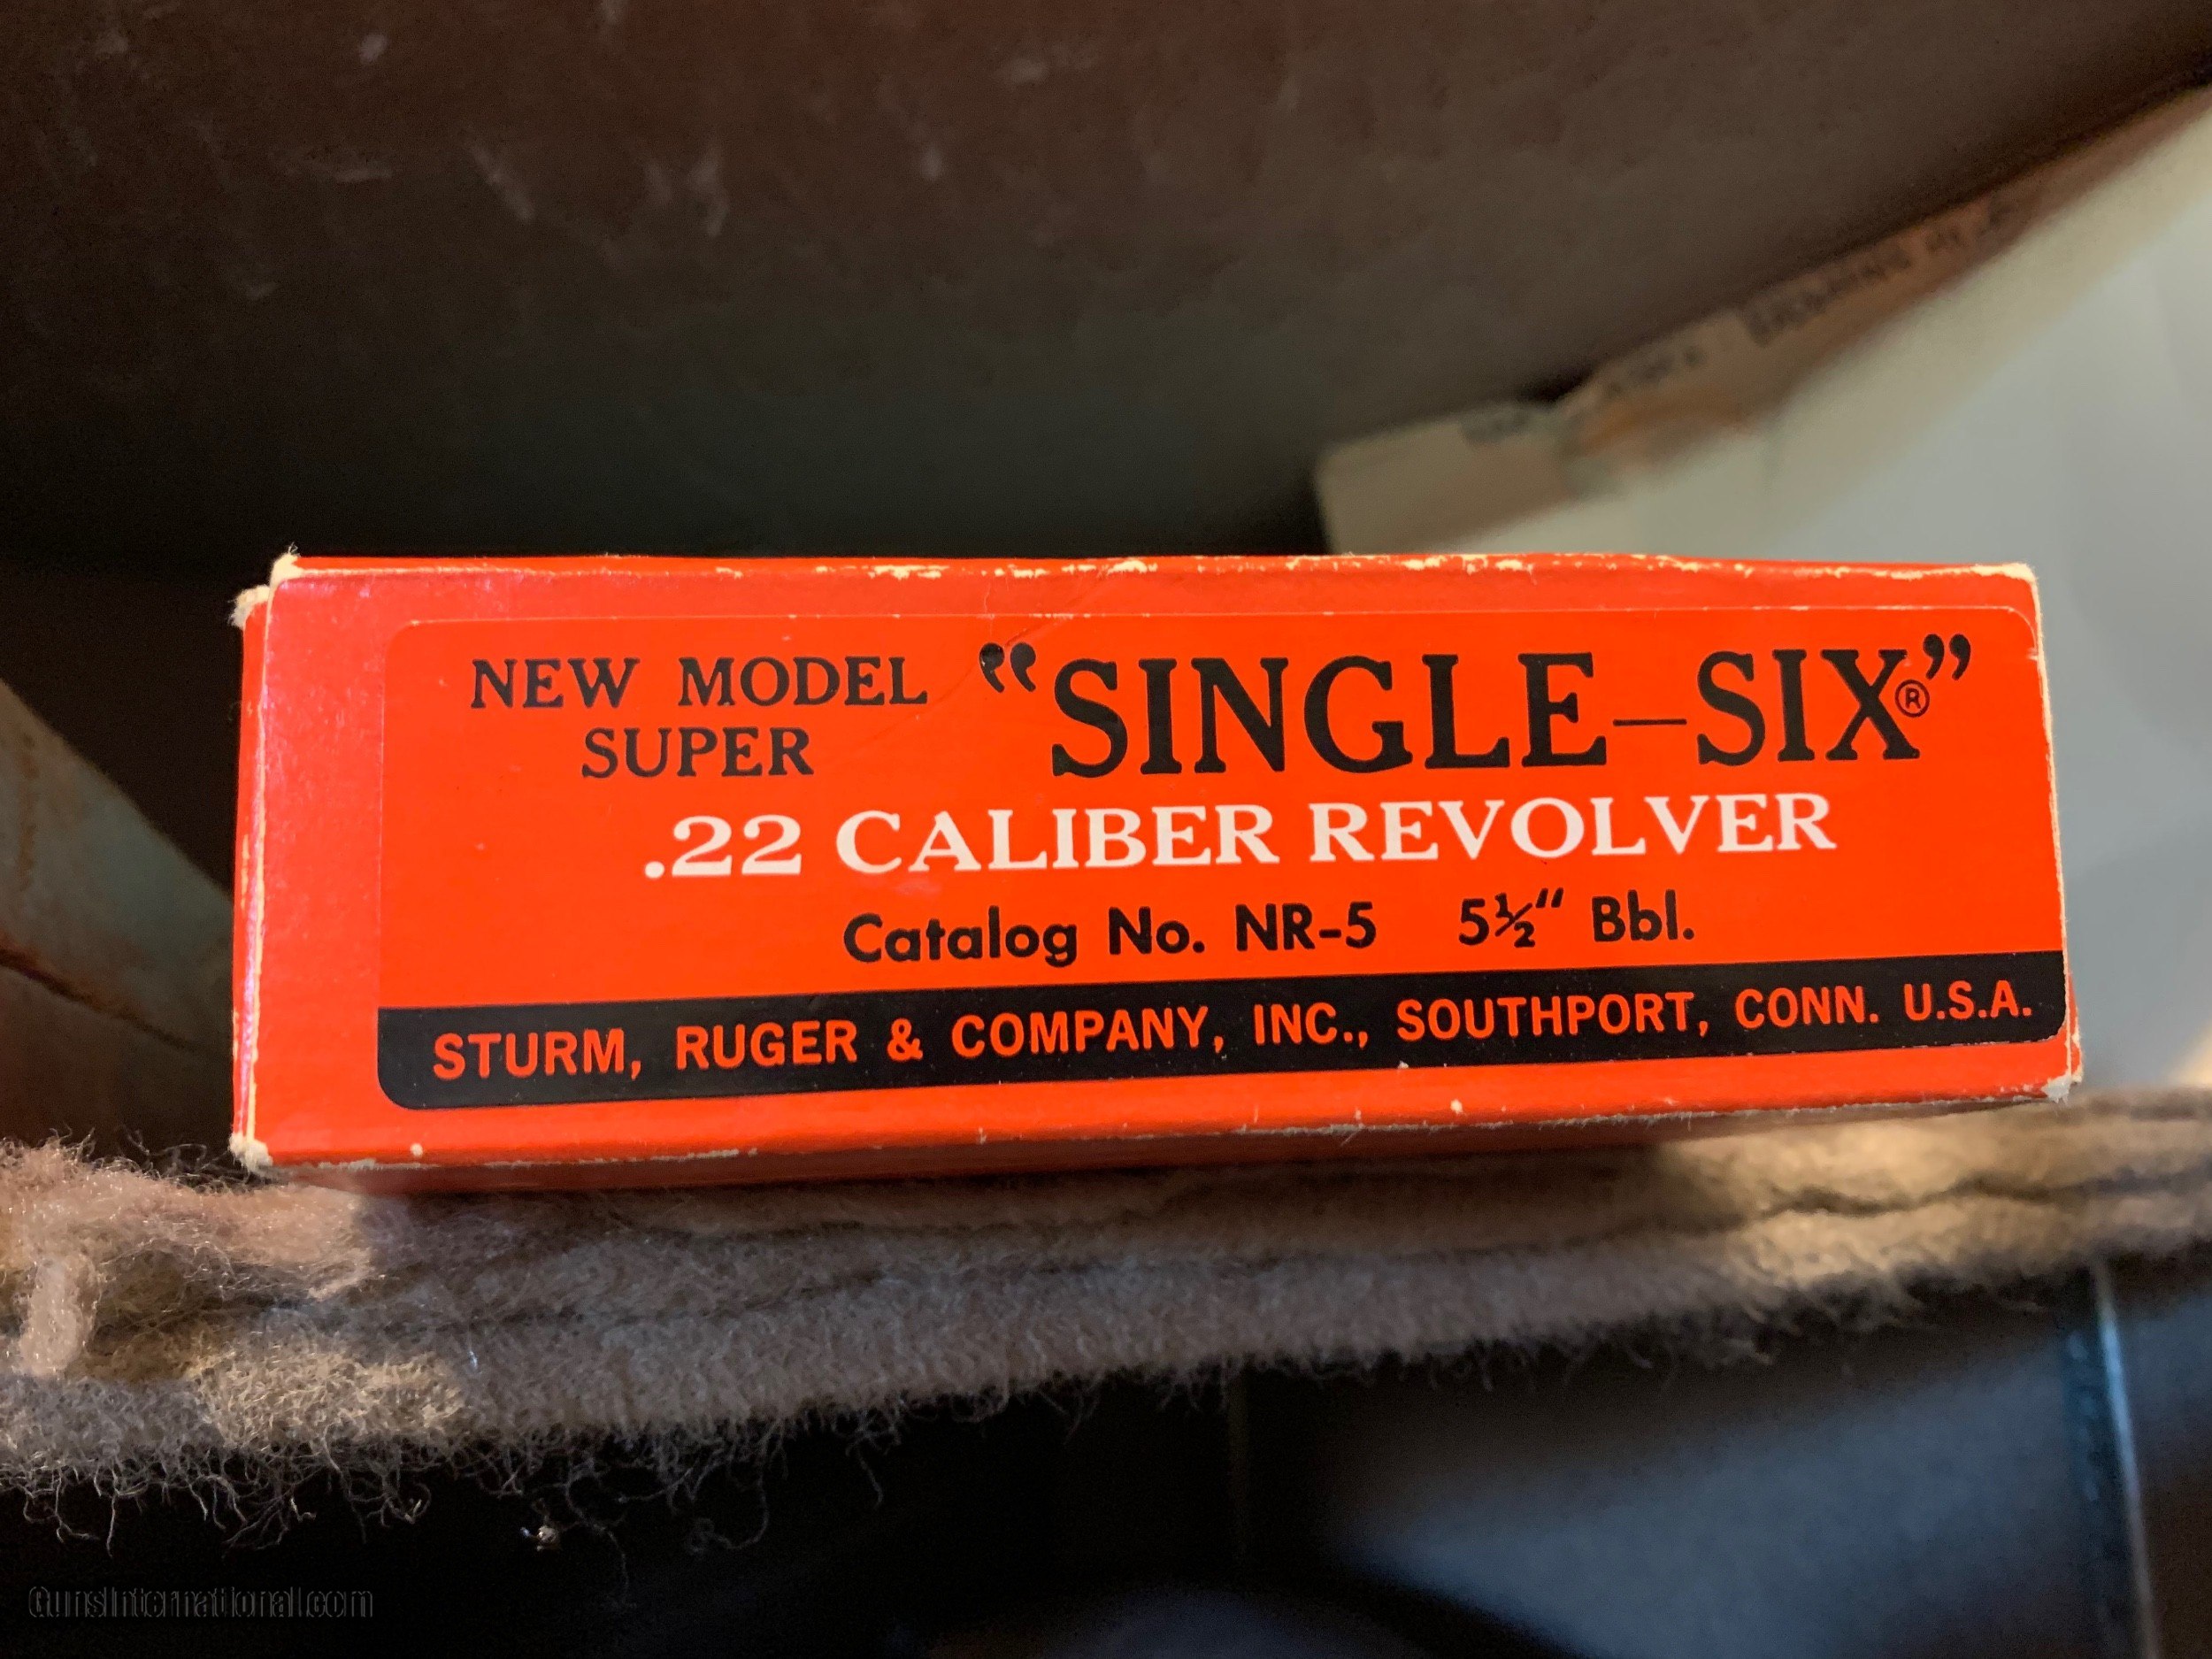 NEW MODEL “SINGLE–SIX®”
SUPER
.22 CALIBER REVOLVER
Catalog No. NR-5 5½" Bbl.
STURM, RUGER & COMPANY, INC., SOUTHPORT, CONN. U.S.A.
GunsInternational.com